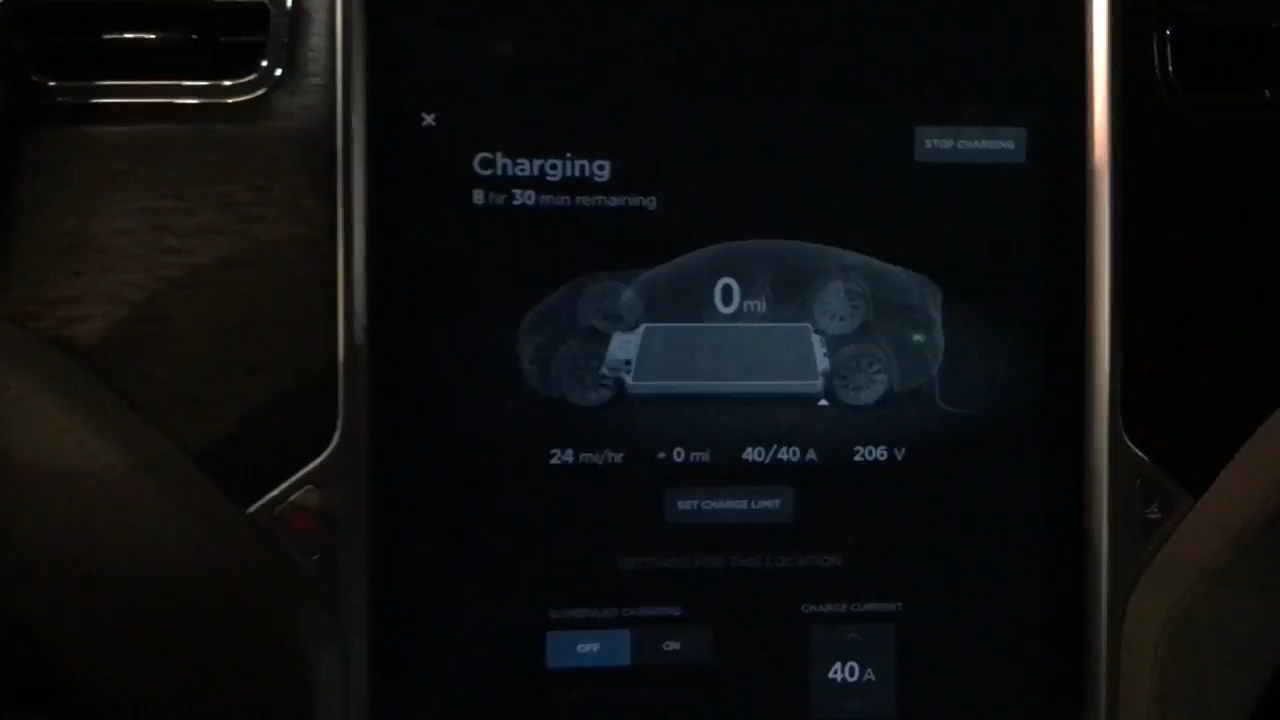 ×
STOP CHARGING
Charging
8 hr 30 min remaining
0 mi
24 mi/hr + 0 mi 40/40 A 206 V
SET CHARGE LIMIT
SETTINGS FOR THIS LOCATION
SCHEDULED CHARGING CHARGE CURRENT
OFF ON
40 A